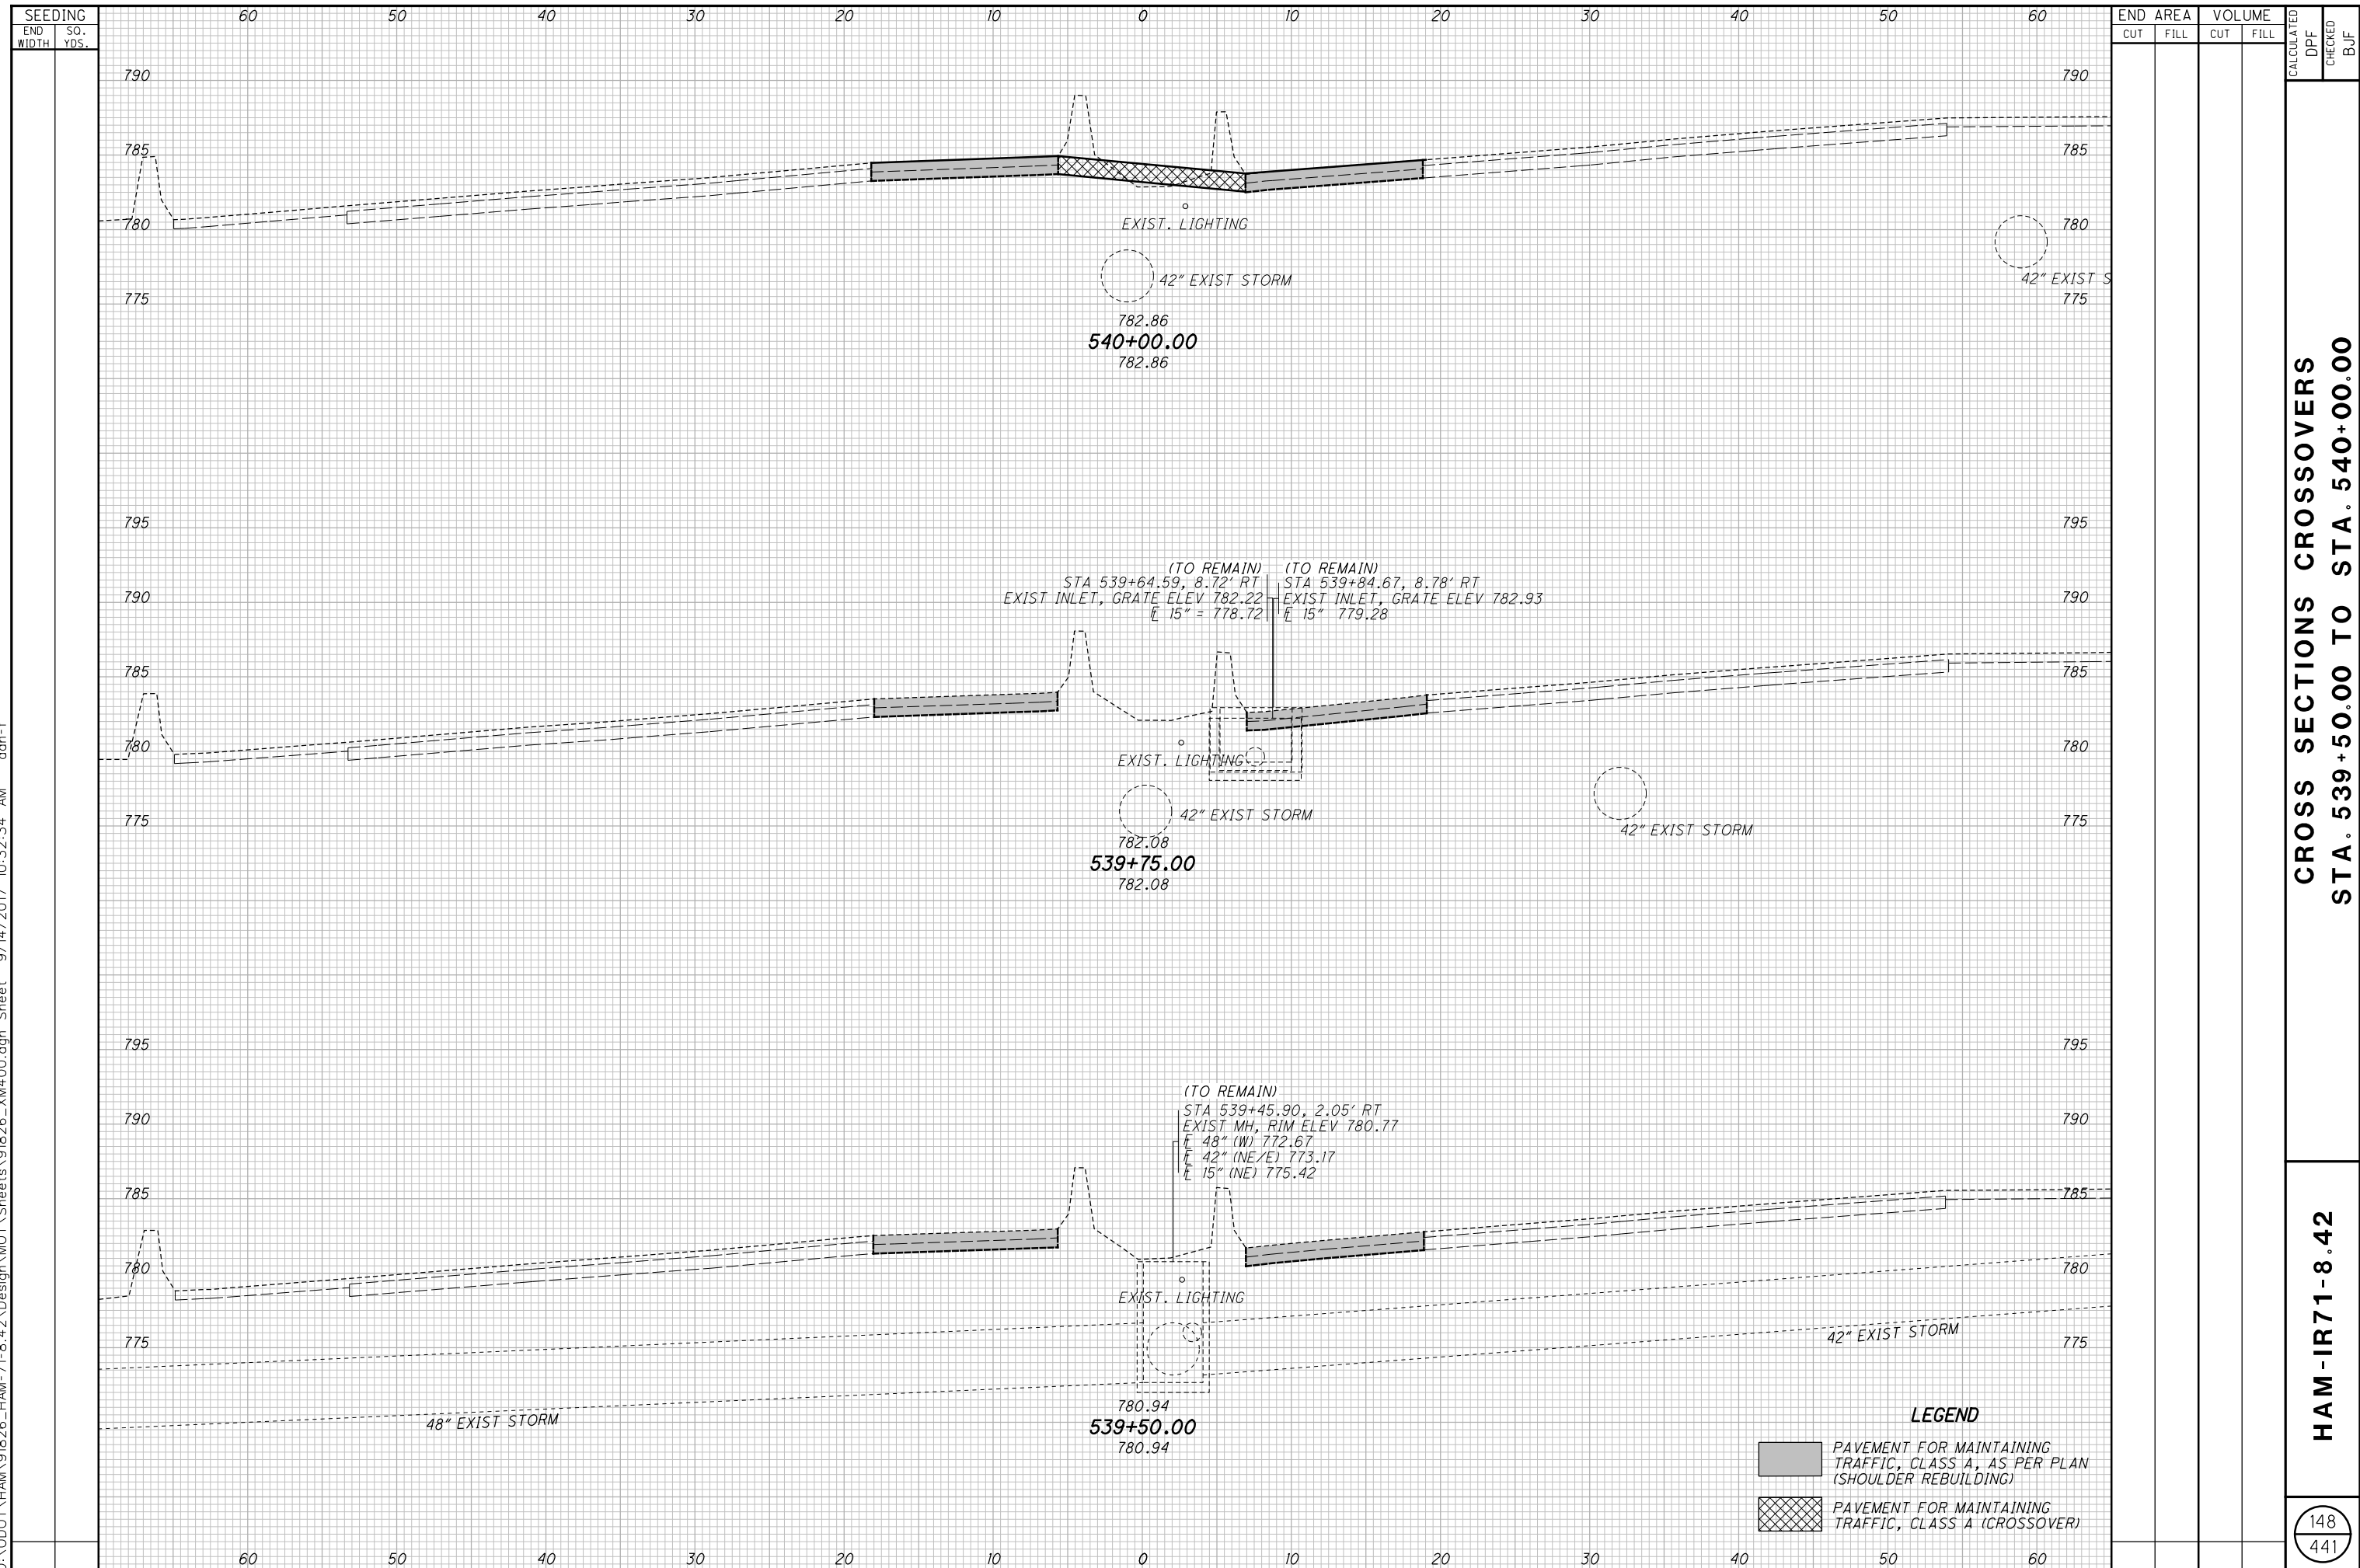 SEEDING
END WIDTH
SQ. YDS.
60 50 40 30 20 10 0 10 20 30 40 50 60
END AREA
VOLUME
CUT FILL CUT FILL
CALCULATED
DPF
CHECKED
BJF
790 790
785 785
780 780
775 775
EXIST. LIGHTING
42" EXIST STORM
42" EXIST S
782.86
540+00.00
782.86
795 795
790 790
785 785
780 780
775 775
(TO REMAIN)
STA 539+64.59, 8.72' RT
EXIST INLET, GRATE ELEV 782.22
15" = 778.72
(TO REMAIN)
STA 539+84.67, 8.78' RT
EXIST INLET, GRATE ELEV 782.93
15" 779.28
EXIST. LIGHTING
42" EXIST STORM
42" EXIST STORM
782.08
539+75.00
782.08
795 795
790 790
785 785
780 780
775 775
(TO REMAIN)
STA 539+45.90, 2.05' RT
EXIST MH, RIM ELEV 780.77
48" (W) 772.67
42" (NE/E) 773.17
15" (NE) 775.42
EXIST. LIGHTING
42" EXIST STORM
48" EXIST STORM
780.94
539+50.00
780.94
LEGEND
PAVEMENT FOR MAINTAINING
TRAFFIC, CLASS A, AS PER PLAN
(SHOULDER REBUILDING)
PAVEMENT FOR MAINTAINING
TRAFFIC, CLASS A (CROSSOVER)
60 50 40 30 20 10 0 10 20 30 40 50 60
CROSS SECTIONS CROSSOVERS
STA. 539+50.00 TO STA. 540+00.00
HAM-IR71-8.42
148
441